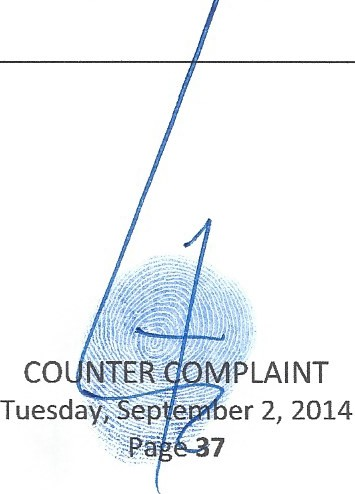 COUNTER COMPLAINT
Tuesday, September 2, 2014
Page 37